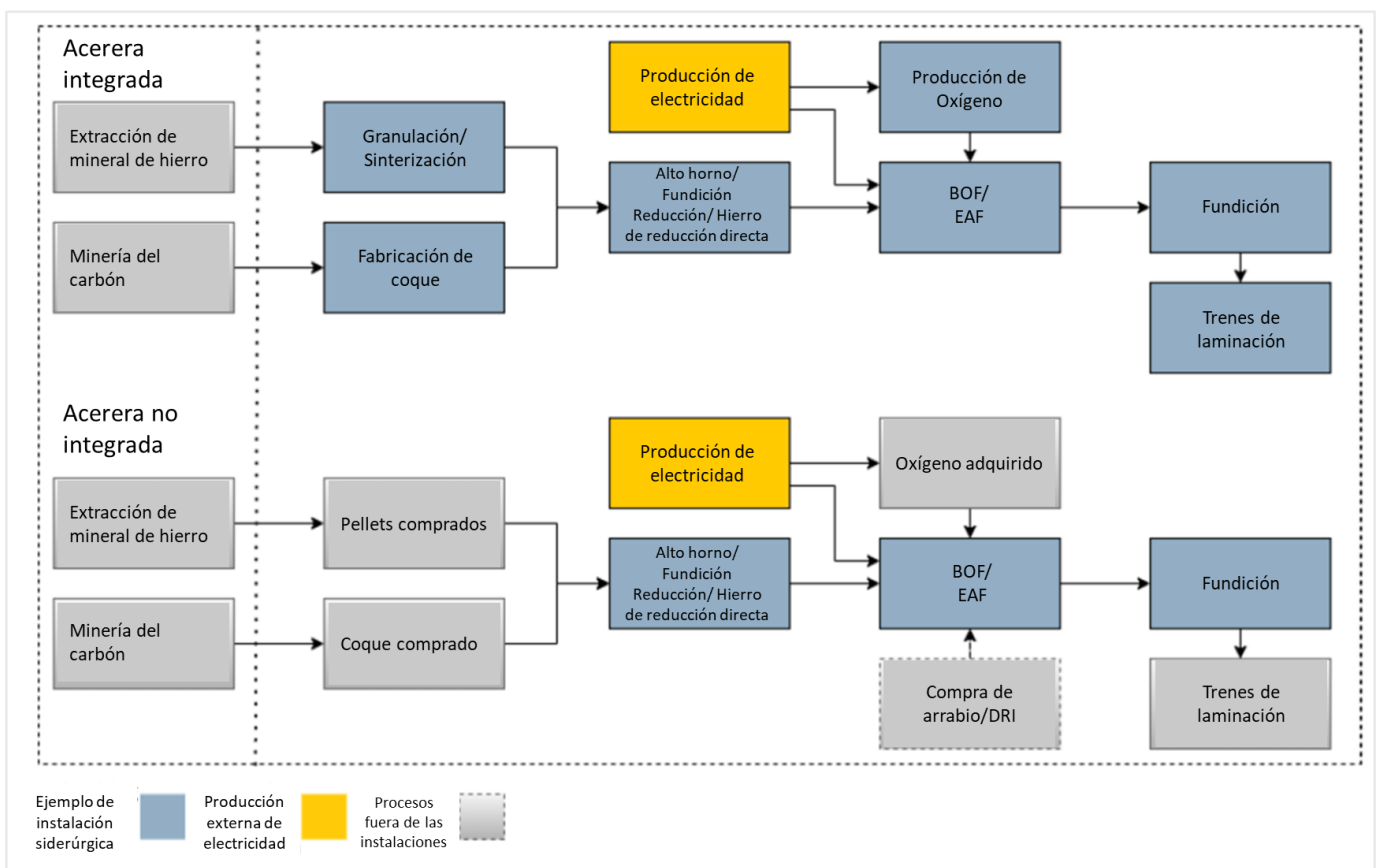 Acerera
integrada
Extracción de
mineral de hierro
Granulación/
Sinterización
Minería del
carbón
Fabricación de
coque
Producción de
electricidad
Producción de
Oxígeno
Alto horno/
Fundición
Reducción/ Hierro
de reducción directa
BOF/
EAF
Fundición
Trenes de
laminación
Acerera no
integrada
Extracción de
mineral de hierro
Pellets comprados
Minería del
carbón
Coque comprado
Producción de
electricidad
Oxígeno adquirido
Alto horno/
Fundición
Reducción/ Hierro
de reducción directa
BOF/
EAF
Fundición
Compra de
arrabio/DRI
Trenes de
laminación
Ejemplo de
instalación
siderúrgica
Producción
externa de
electricidad
Procesos
fuera de las
instalaciones